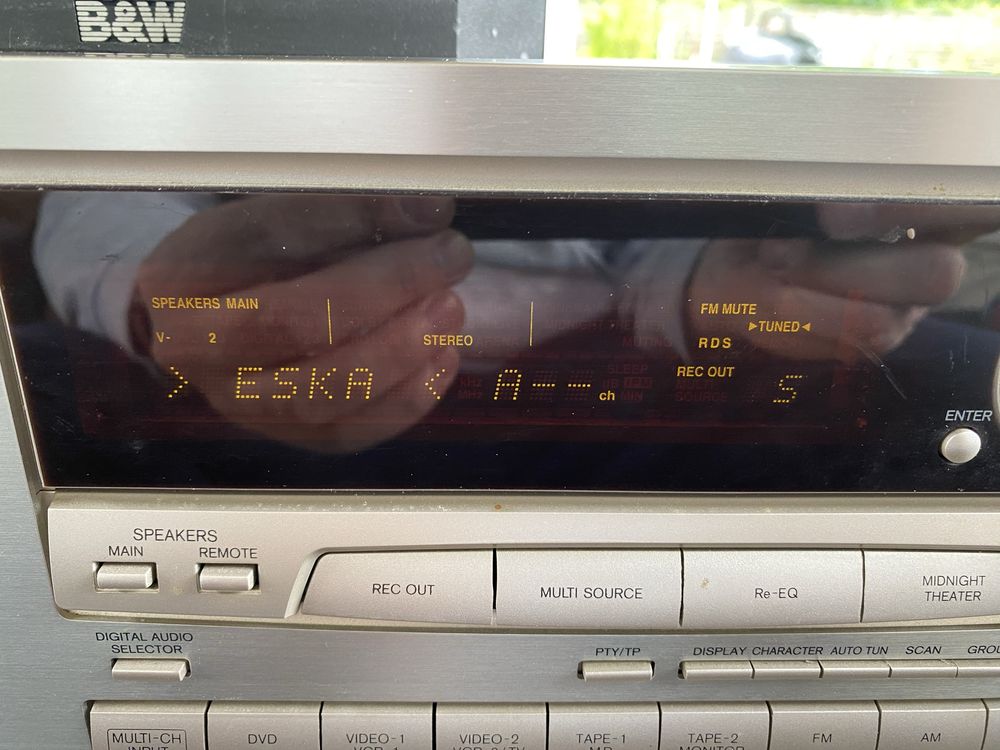 B&W
SPEAKERS MAIN
FM MUTE
▶TUNED◀
V- 2
STEREO
RDS
REC OUT
> ESKA < A-- ch S
ENTER
SPEAKERS
MAIN REMOTE
REC OUT
MULTI SOURCE
Re-EQ
MIDNIGHT
THEATER
DIGITAL AUDIO
SELECTOR
PTY/TP
DISPLAY CHARACTER AUTO TUN SCAN
MULTI-CH
INPUT
DVD
VIDEO-1
VIDEO-2
TAPE-1
TAPE-2
MONITOR
FM
AM